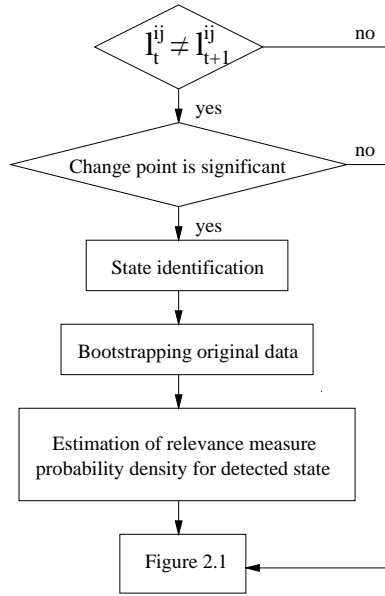 l_t^{ij} ≠ l_{t+1}^{ij}
no
yes
Change point is significant
no
yes
State identification
Bootstrapping original data
Estimation of relevance measure
probability density for detected state
Figure 2.1